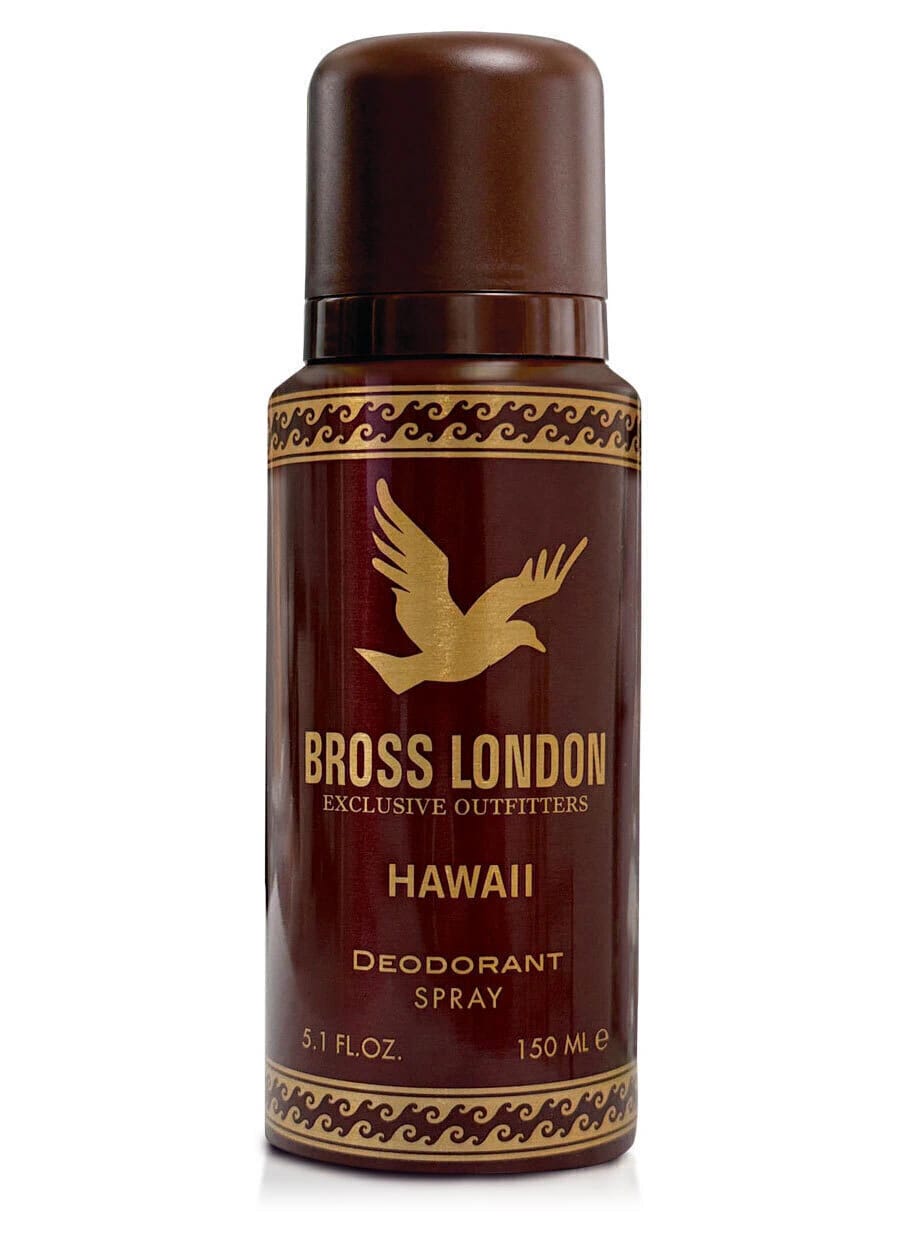 BROSS LONDON
EXCLUSIVE OUTFITTERS
HAWAII
DEODORANT
SPRAY
5.1 FL.OZ. 150 ML ℮